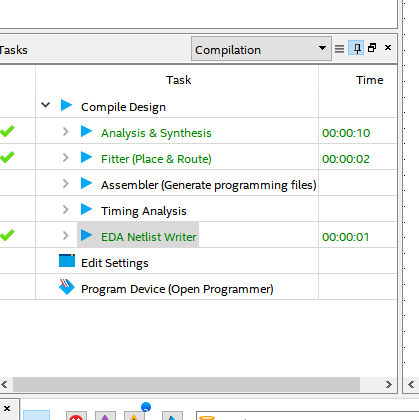 Tasks
Compilation
Task
Time
Compile Design
Analysis & Synthesis
00:00:10
Fitter (Place & Route)
00:00:02
Assembler (Generate programming files)
Timing Analysis
EDA Netlist Writer
00:00:01
Edit Settings
Program Device (Open Programmer)